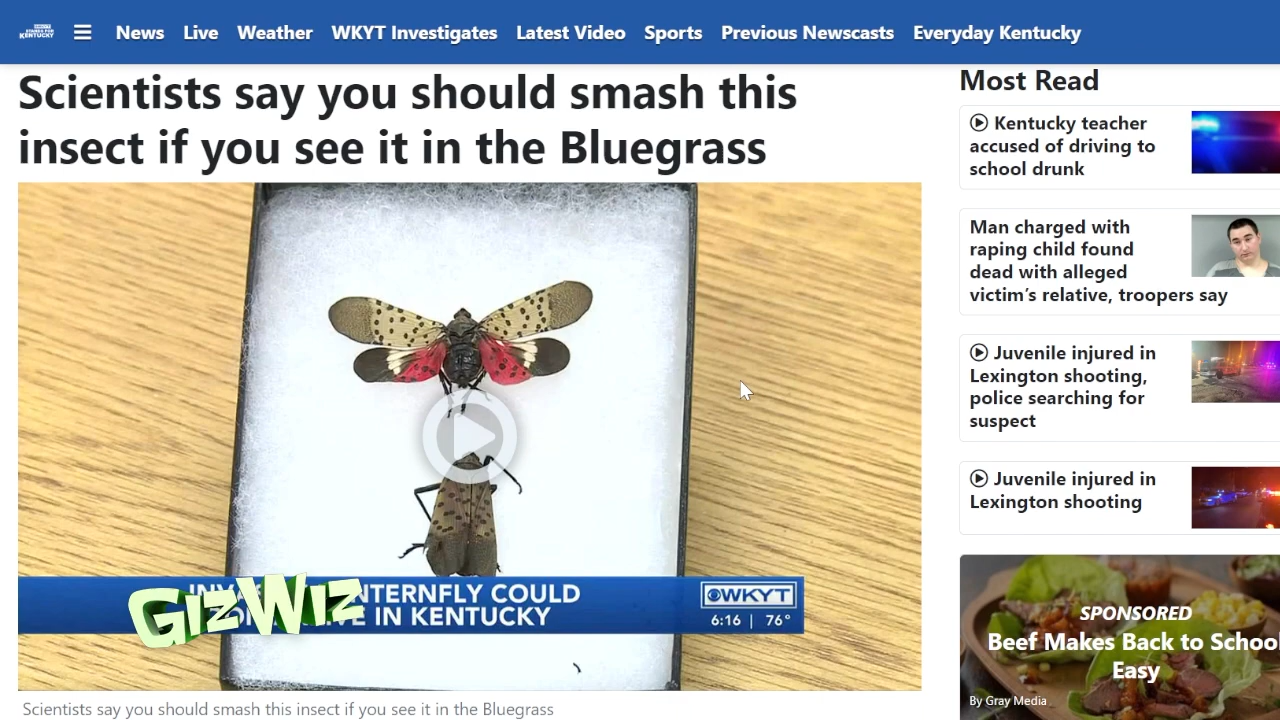 WKYT
STANDS FOR
KENTUCKY
News Live Weather WKYT Investigates Latest Video Sports Previous Newscasts Everyday Kentucky
Scientists say you should smash this
insect if you see it in the Bluegrass
NTERNFLY COULD
E IN KENTUCKY
GizWiz
WKYT
6:16 | 76°
Scientists say you should smash this insect if you see it in the Bluegrass
Most Read
Kentucky teacher
accused of driving to
school drunk
Man charged with
raping child found
dead with alleged
victim’s relative, troopers say
Juvenile injured in
Lexington shooting,
police searching for
suspect
Juvenile injured in
Lexington shooting
SPONSORED
Beef Makes Back to Schoo
Easy
By Gray Media